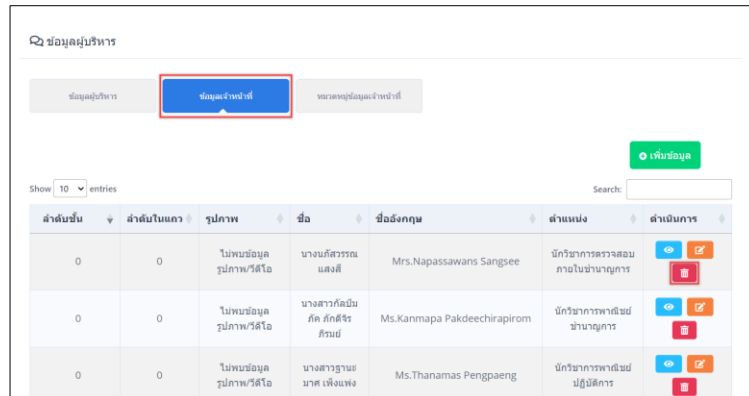 ข้อมูลผู้บริหาร
ข้อมูลผู้บริหาร ข้อมูลเจ้าหน้าที่ หมวดหมู่ข้อมูลเจ้าหน้าที่
เพิ่มข้อมูล
Show 10 entries Search:
ลำดับชั้น ลำดับในแถว รูปภาพ ชื่อ ชื่ออังกฤษ ตำแหน่ง ดำเนินการ
0 0 ไม่พบข้อมูล รูปภาพ/วีดีโอ นางนภัสวรรณ แสงสี Mrs.Napassawans Sangsee นักวิชาการตรวจสอบ ภายในชำนาญการ
0 0 ไม่พบข้อมูล รูปภาพ/วีดีโอ ภัค ภักดีจิร ภิรมย์ Ms.Kanmapa Pakdeechirapirom นักวิชาการพาณิชย์ ชำนาญการ
0 0 ไม่พบข้อมูล รูปภาพ/วีดีโอ นางสาวฐานะ มาศ เพ็งแพ่ง Ms.Thanamas Pengpaeng นักวิชาการพาณิชย์ ปฏิบัติการ